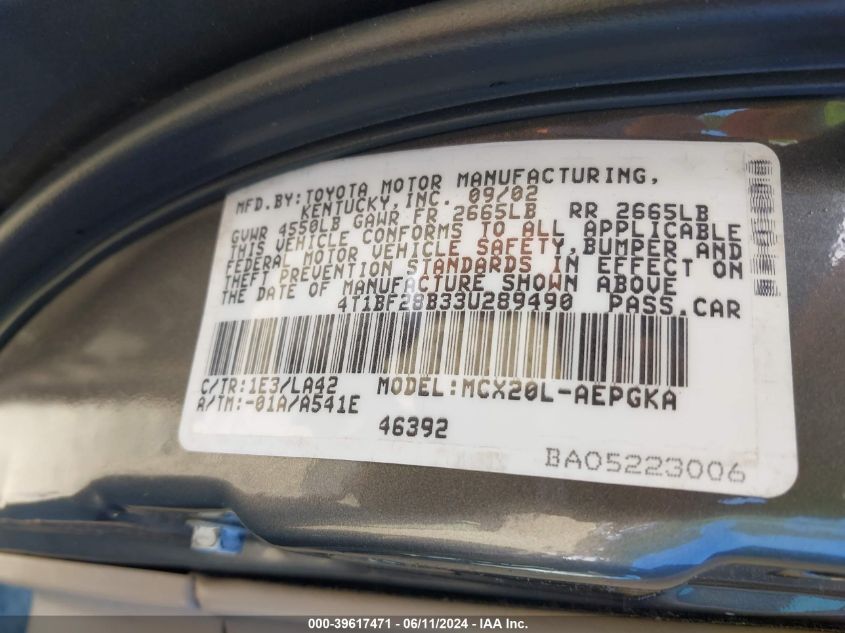 MFD.BY:TOYOTA MOTOR MANUFACTURING,
KENTUCKY,INC. 09/02
GVWR 4550LB GAWR FR 2665LB RR 2665LB
THIS VEHICLE CONFORMS TO ALL APPLICABLE
FEDERAL MOTOR VEHICLE SAFETY,BUMPER AND
THEFT PREVENTION STANDARDS IN EFFECT ON
THE DATE OF MANUFACTURE SHOWN ABOVE
4T1BF28B33U289490 PASS.CAR
C/TR:1E3/LA42 MODEL:MCX20L-AEPGKA
A/TM:-01A/A541E
46392
BA05223006
000-39617471 - 06/11/2024 - IAA Inc.